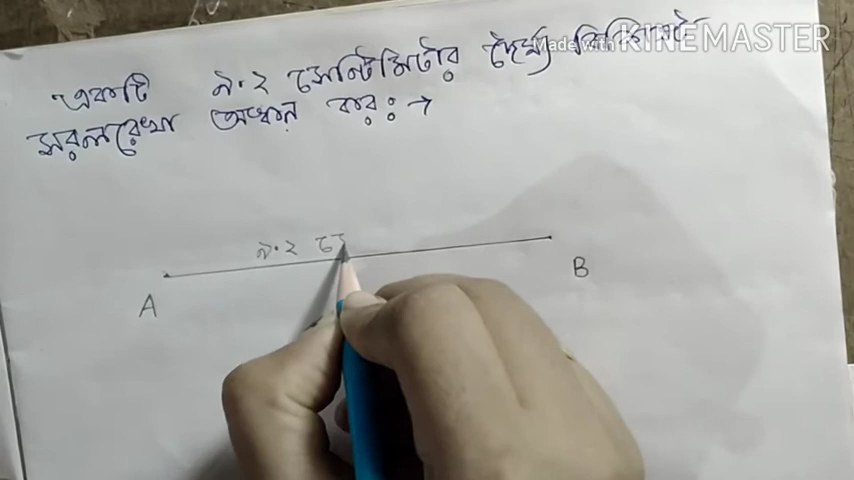 একটি ৯.২ সেন্টিমিটার দৈর্ঘ্য বিশিষ্ট
সরলরেখা অঙ্কন কর: →
৯.২ সে
A
B
Made with KINEMASTER